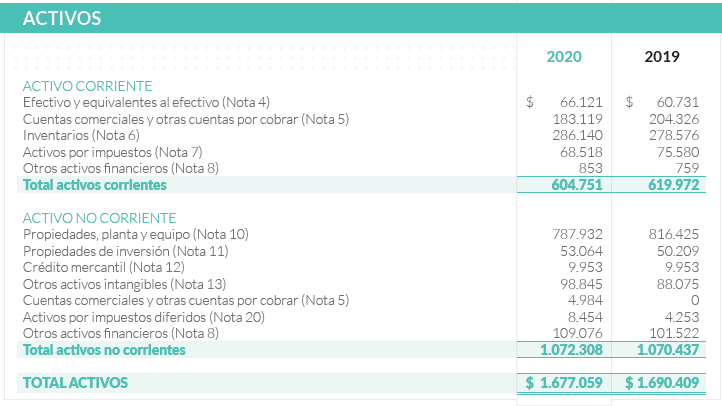 ACTIVOS
2020 2019
ACTIVO CORRIENTE
Efectivo y equivalentes al efectivo (Nota 4) $ 66.121 $ 60.731
Cuentas comerciales y otras cuentas por cobrar (Nota 5) 183.119 204.326
Inventarios (Nota 6) 286.140 278.576
Activos por impuestos (Nota 7) 68.518 75.580
Otros activos financieros (Nota 8) 853 759
Total activos corrientes 604.751 619.972
ACTIVO NO CORRIENTE
Propiedades, planta y equipo (Nota 10) 787.932 816.425
Propiedades de inversión (Nota 11) 53.064 50.209
Crédito mercantil (Nota 12) 9.953 9.953
Otros activos intangibles (Nota 13) 98.845 88.075
Cuentas comerciales y otras cuentas por cobrar (Nota 5) 4.984 0
Activos por impuestos diferidos (Nota 20) 8.454 4.253
Otros activos financieros (Nota 8) 109.076 101.522
Total activos no corrientes 1.072.308 1.070.437
TOTAL ACTIVOS $ 1.677.059 $ 1.690.409